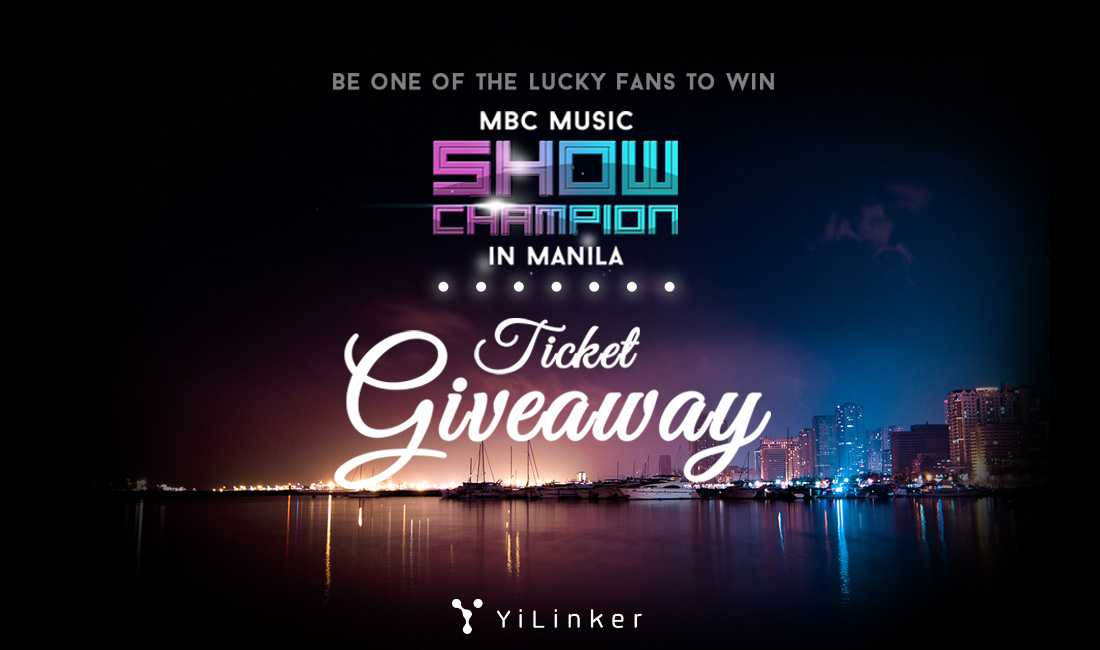 BE ONE OF THE LUCKY FANS TO WIN
MBC MUSIC
SHOW
CHAMPION
IN MANILA
Ticket
Giveaway
YiLinker